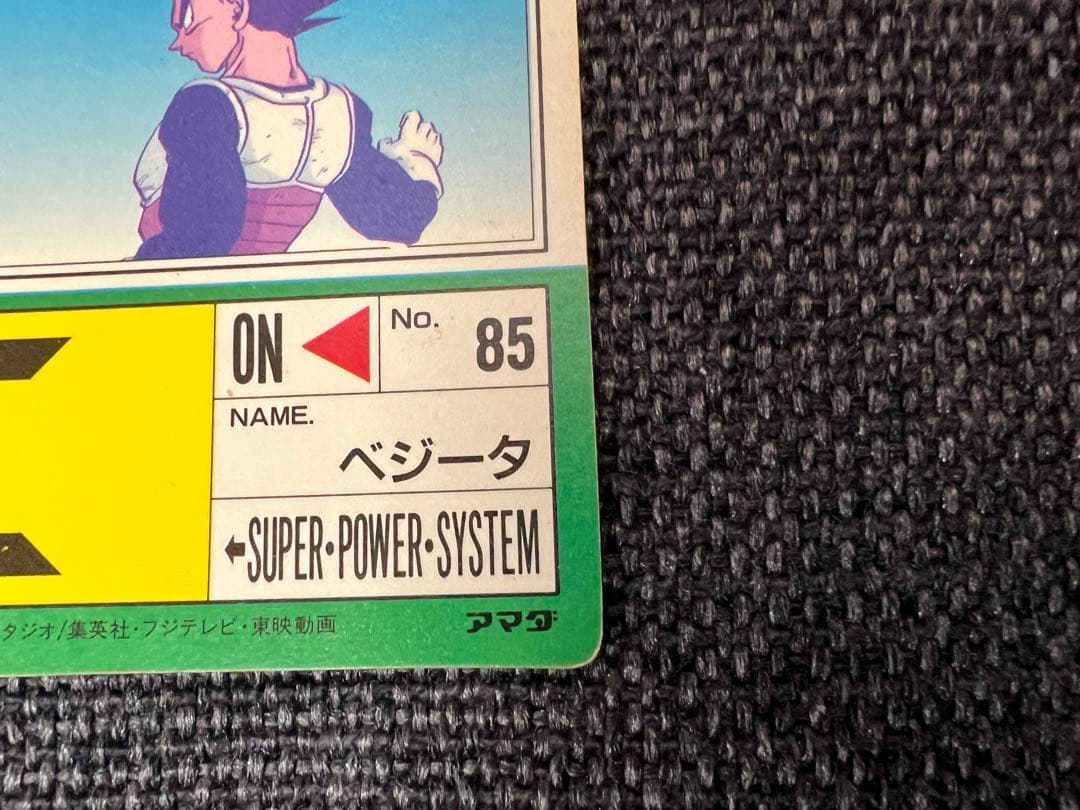 ON
No. 85
NAME.
ベジータ
←SUPER・POWER・SYSTEM
タジオ/集英社・フジテレビ・東映動画
アマダ